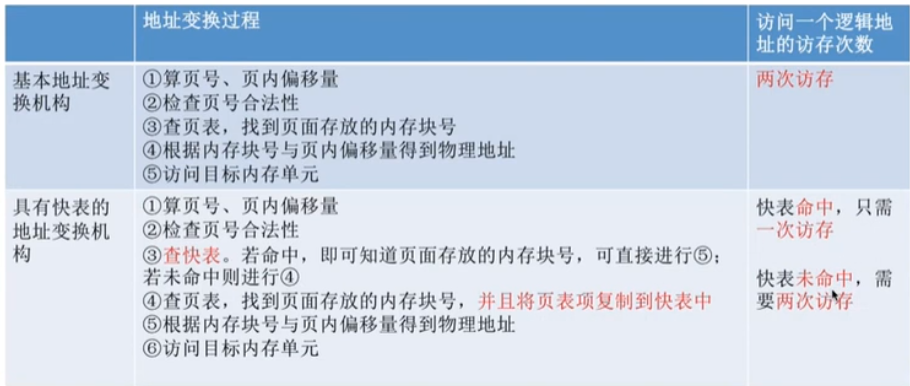 地址变换过程
访问一个逻辑地
址的访存次数
基本地址变
换机构
①算页号、页内偏移量
②检查页号合法性
③查页表，找到页面存放的内存块号
④根据内存块号与页内偏移量得到物理地址
⑤访问目标内存单元
两次访存
具有快表的
地址变换机
构
①算页号、页内偏移量
②检查页号合法性
③查快表。若命中，即可知道页面存放的内存块号，可直接进行⑤；
若未命中则进行④
④查页表，找到页面存放的内存块号，并且将页表项复制到快表中
⑤根据内存块号与页内偏移量得到物理地址
⑥访问目标内存单元
快表命中，只需
一次访存
快表未命中，需
要两次访存